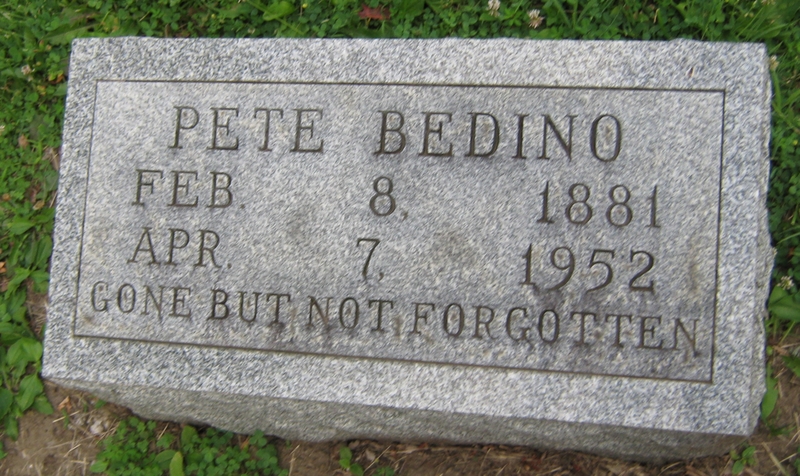 PETE BEDINO
FEB. 8, 1881
APR. 7, 1952
GONE BUT NOT FORGOTTEN